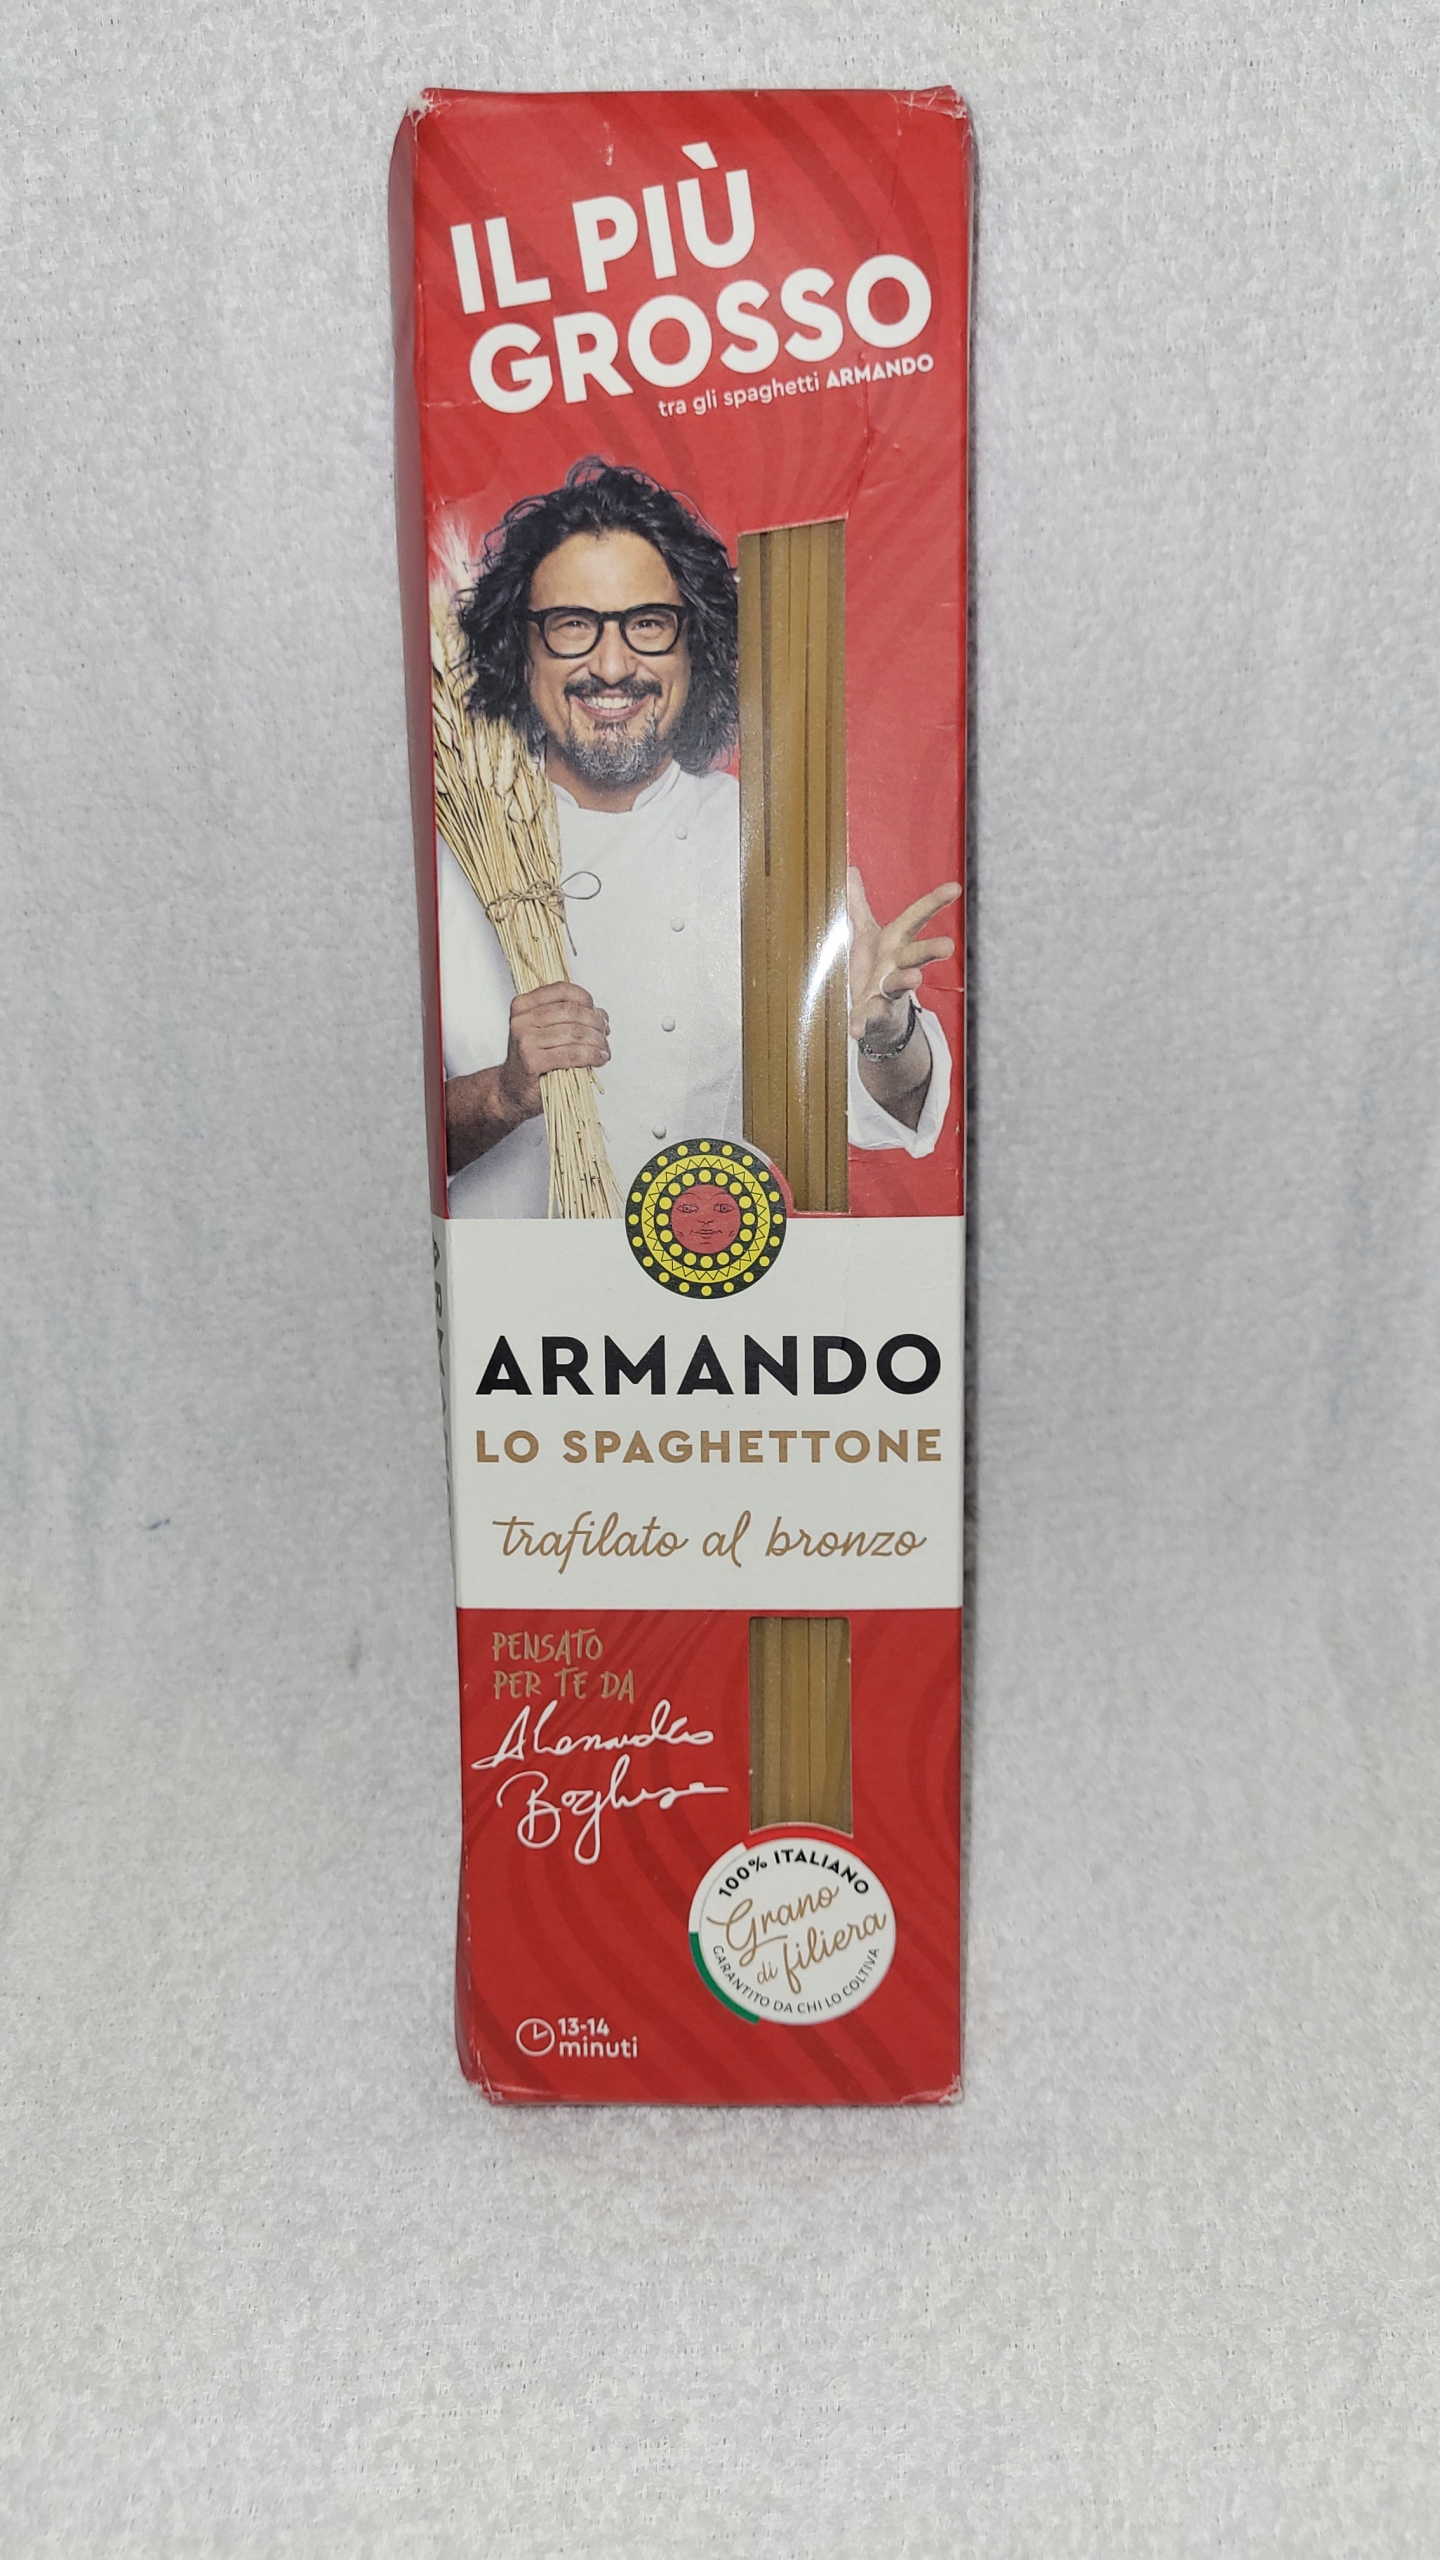 IL PIÙ
GROSSO
tra gli spaghetti ARMANDO
ARMANDO
LO SPAGHETTONE
trafilato al bronzo
PENSATO
PER TE DA
Alessandro
Borghese
100% ITALIANO
Grano
di filiera
GARANTITO DA CHI LO COLTIVA
13-14
minuti